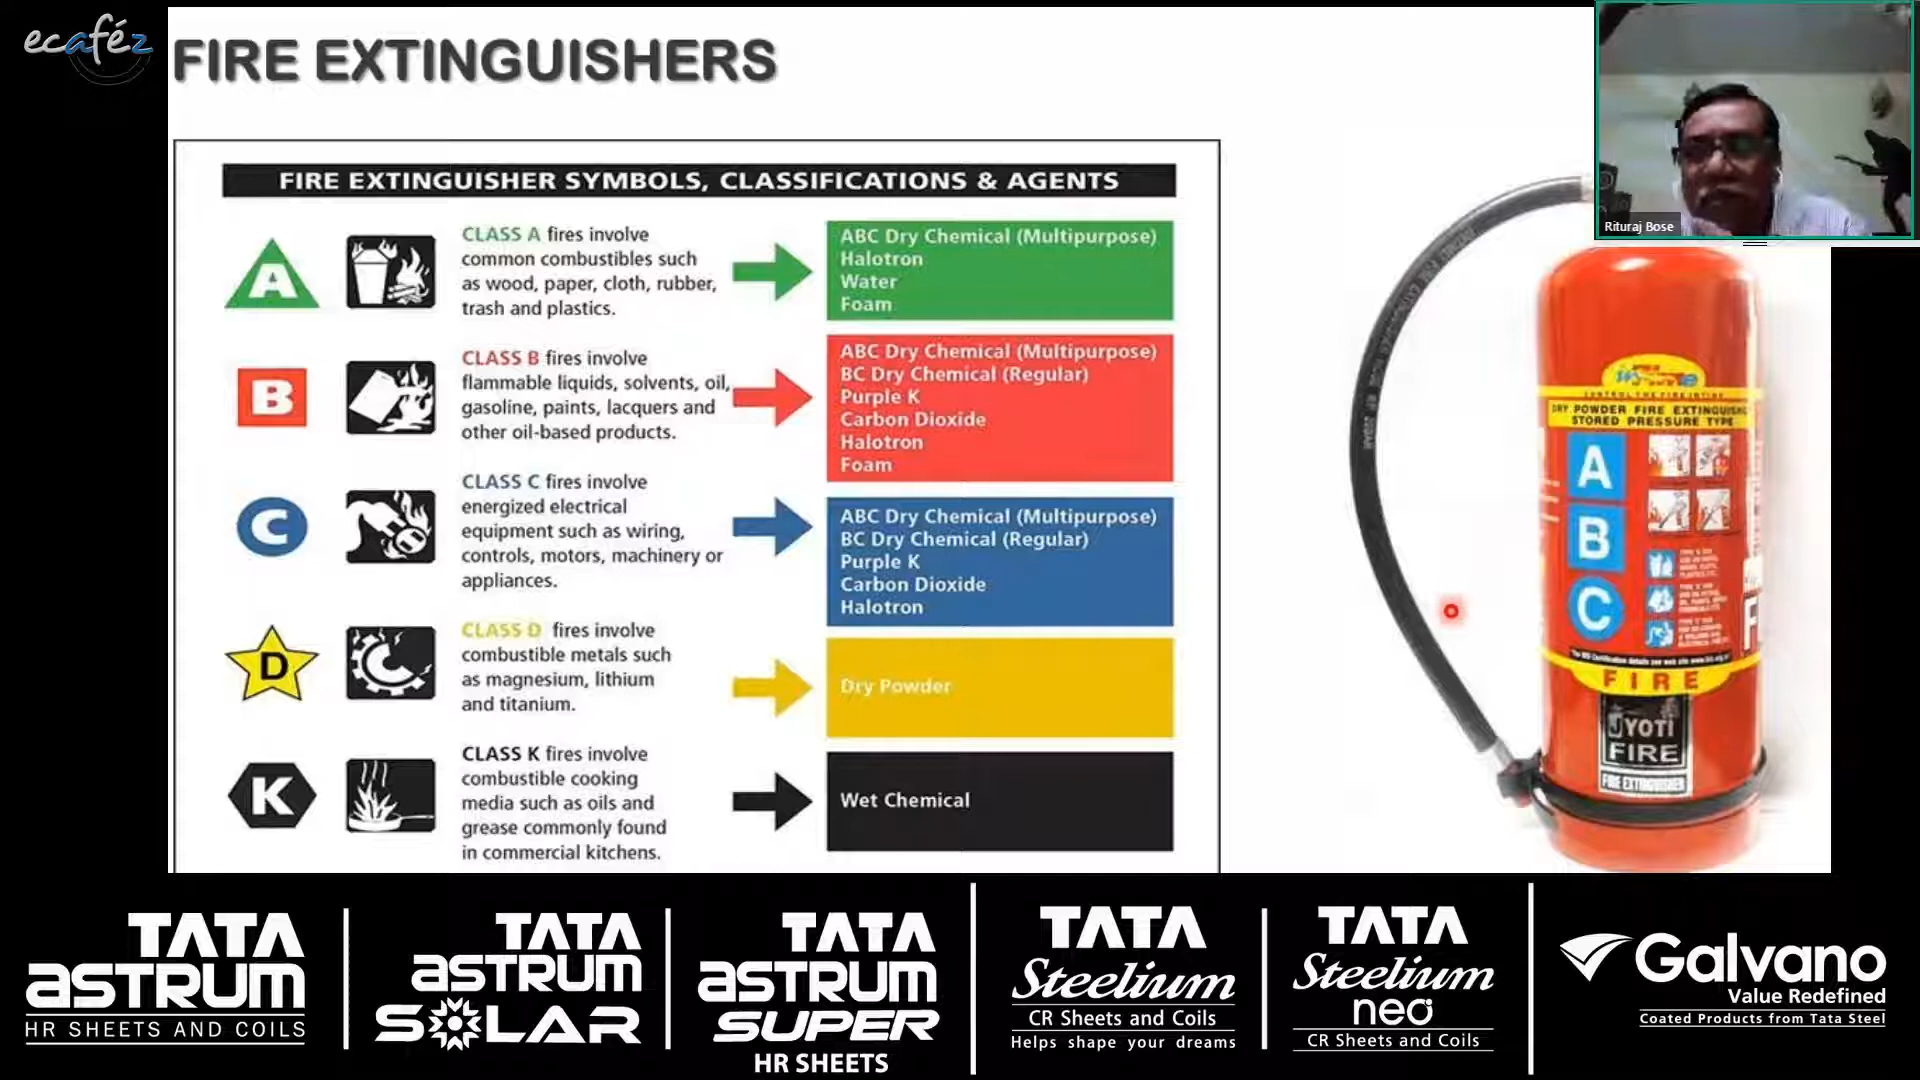 ecaféz
FIRE EXTINGUISHERS
Rituraj Bose
FIRE EXTINGUISHER SYMBOLS, CLASSIFICATIONS & AGENTS
A
CLASS A fires involve
common combustibles such
as wood, paper, cloth, rubber,
trash and plastics.
ABC Dry Chemical (Multipurpose)
Halotron
Water
Foam
B
CLASS B fires involve
flammable liquids, solvents, oil,
gasoline, paints, lacquers and
other oil-based products.
ABC Dry Chemical (Multipurpose)
BC Dry Chemical (Regular)
Purple K
Carbon Dioxide
Halotron
Foam
C
CLASS C fires involve
energized electrical
equipment such as wiring,
controls, motors, machinery or
appliances.
ABC Dry Chemical (Multipurpose)
BC Dry Chemical (Regular)
Purple K
Carbon Dioxide
Halotron
D
CLASS D fires involve
combustible metals such
as magnesium, lithium
and titanium.
Dry Powder
K
CLASS K fires involve
combustible cooking
media such as oils and
grease commonly found
in commercial kitchens.
Wet Chemical
DRY POWDER FIRE EXTINGUISH
STORED PRESSURE TYPE
A
B
C
FIRE
JYOTI
FIRE
FIRE EXTINGUISHER
TATA
ASTRUM
HR SHEETS AND COILS
TATA
ASTRUM
SOLAR
TATA
ASTRUM
SUPER
HR SHEETS
TATA
Steelium
CR Sheets and Coils
Helps shape your dreams
TATA
Steelium
neo
CR Sheets and Coils
Galvano
Value Redefined
Coated Products from Tata Steel